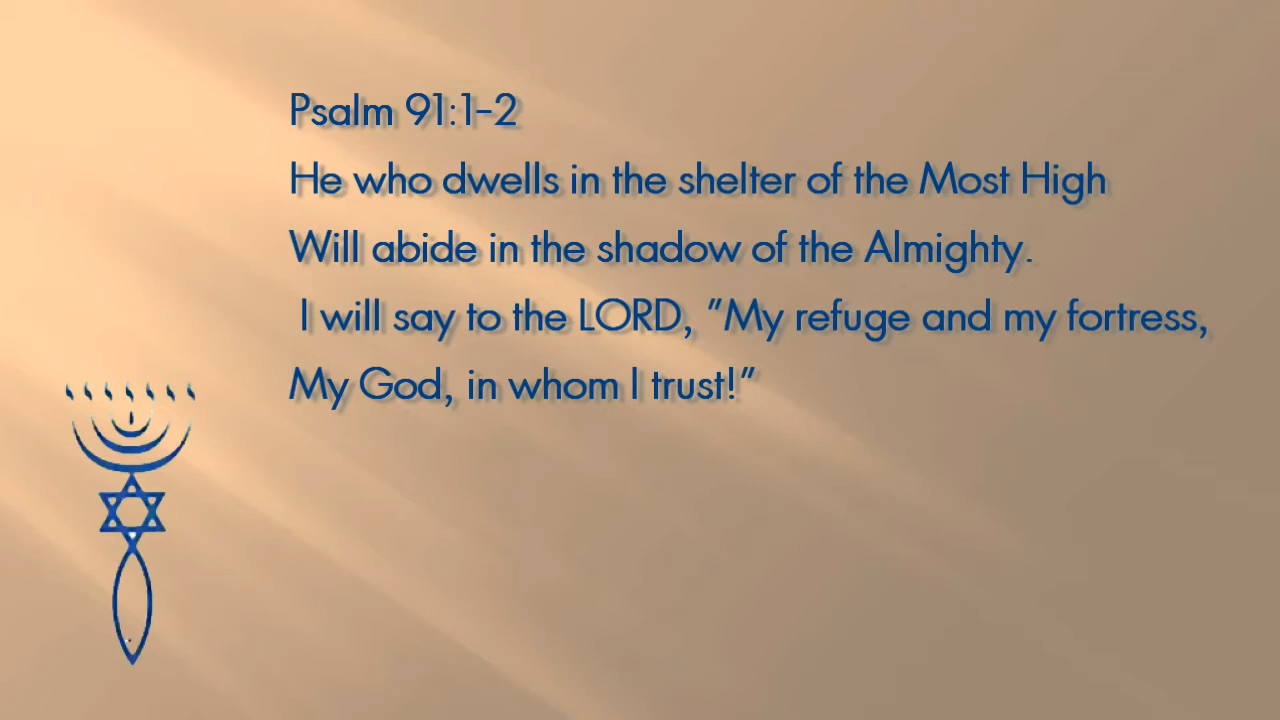 Psalm 91:1–2
He who dwells in the shelter of the Most High
Will abide in the shadow of the Almighty.
I will say to the LORD, "My refuge and my fortress,
My God, in whom I trust!"